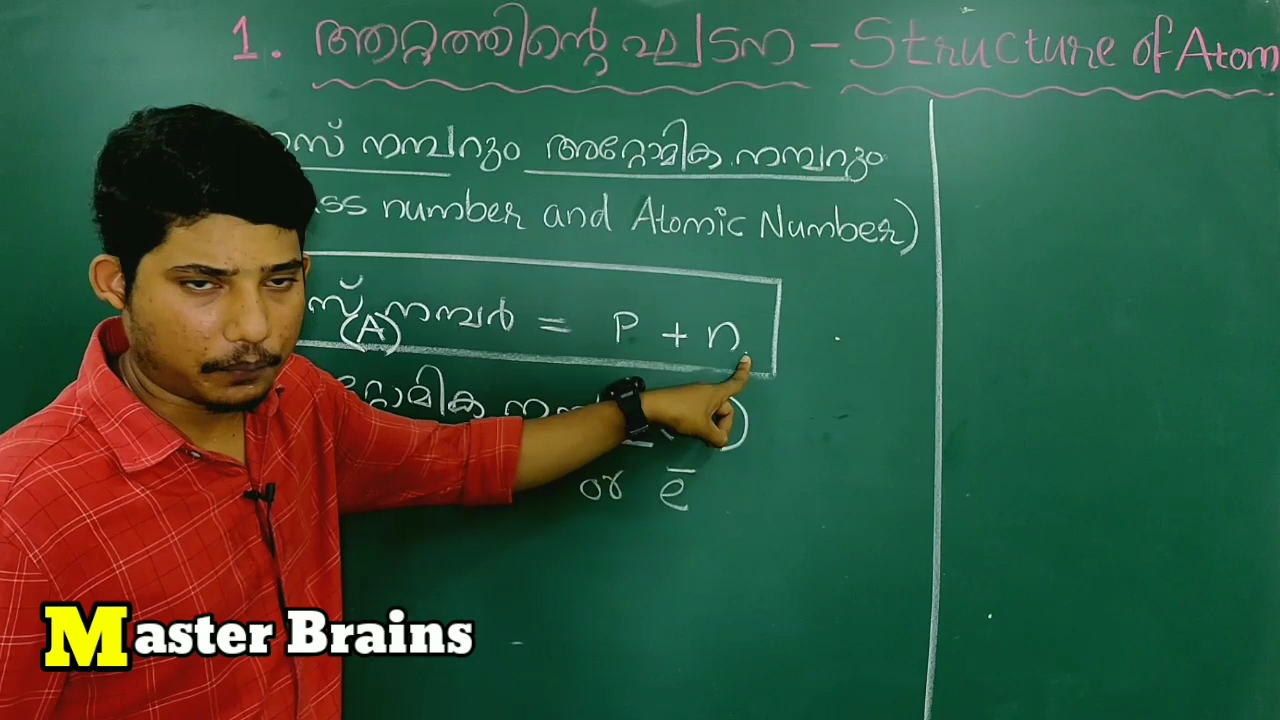 1. ആറ്റത്തിന്റെ ഘടന - Structure of Atom
നമ്പറും അറ്റോമിക നമ്പറും
number and Atomic Number)
(A) നമ്പർ = P + n
or e̅
Master Brains